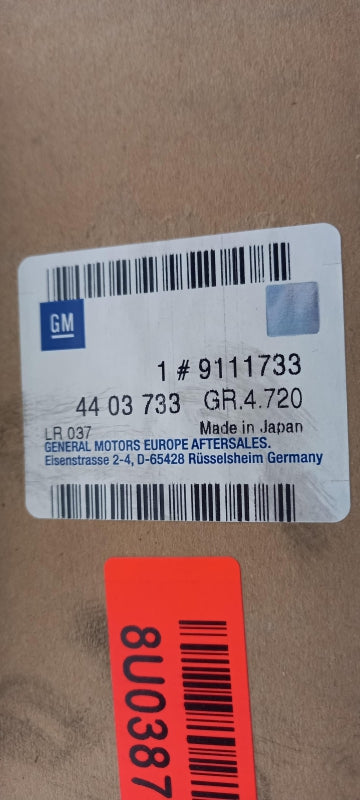 GM
1 # 9111733
44 03 733 GR.4.720
LR 037 Made in Japan
GENERAL MOTORS EUROPE AFTERSALES.
Eisenstrasse 2-4, D-65428 Rüsselsheim Germany
8U0387